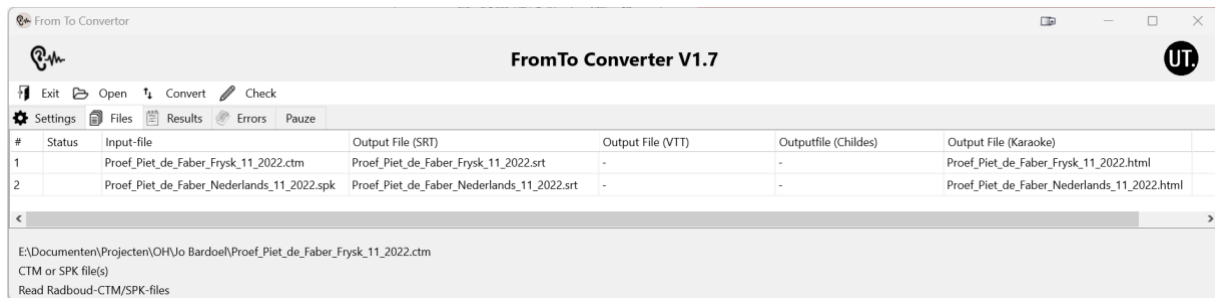 From To Convertor
FromTo Converter V1.7
UT.
Exit Open Convert Check
Settings Files Results Errors Pauze
# Status Input-file Output File (SRT) Output File (VTT) Outputfile (Childes) Output File (Karaoke)
1 Proef_Piet_de_Faber_Frysk_11_2022.ctm Proef_Piet_de_Faber_Frysk_11_2022.srt - - Proef_Piet_de_Faber_Frysk_11_2022.html
2 Proef_Piet_de_Faber_Nederlands_11_2022.spk Proef_Piet_de_Faber_Nederlands_11_2022.srt - - Proef_Piet_de_Faber_Nederlands_11_2022.html
E:\Documenten\Projecten\OH\Jo Bardoel\Proef_Piet_de_Faber_Frysk_11_2022.ctm
CTM or SPK file(s)
Read Radboud-CTM/SPK-files